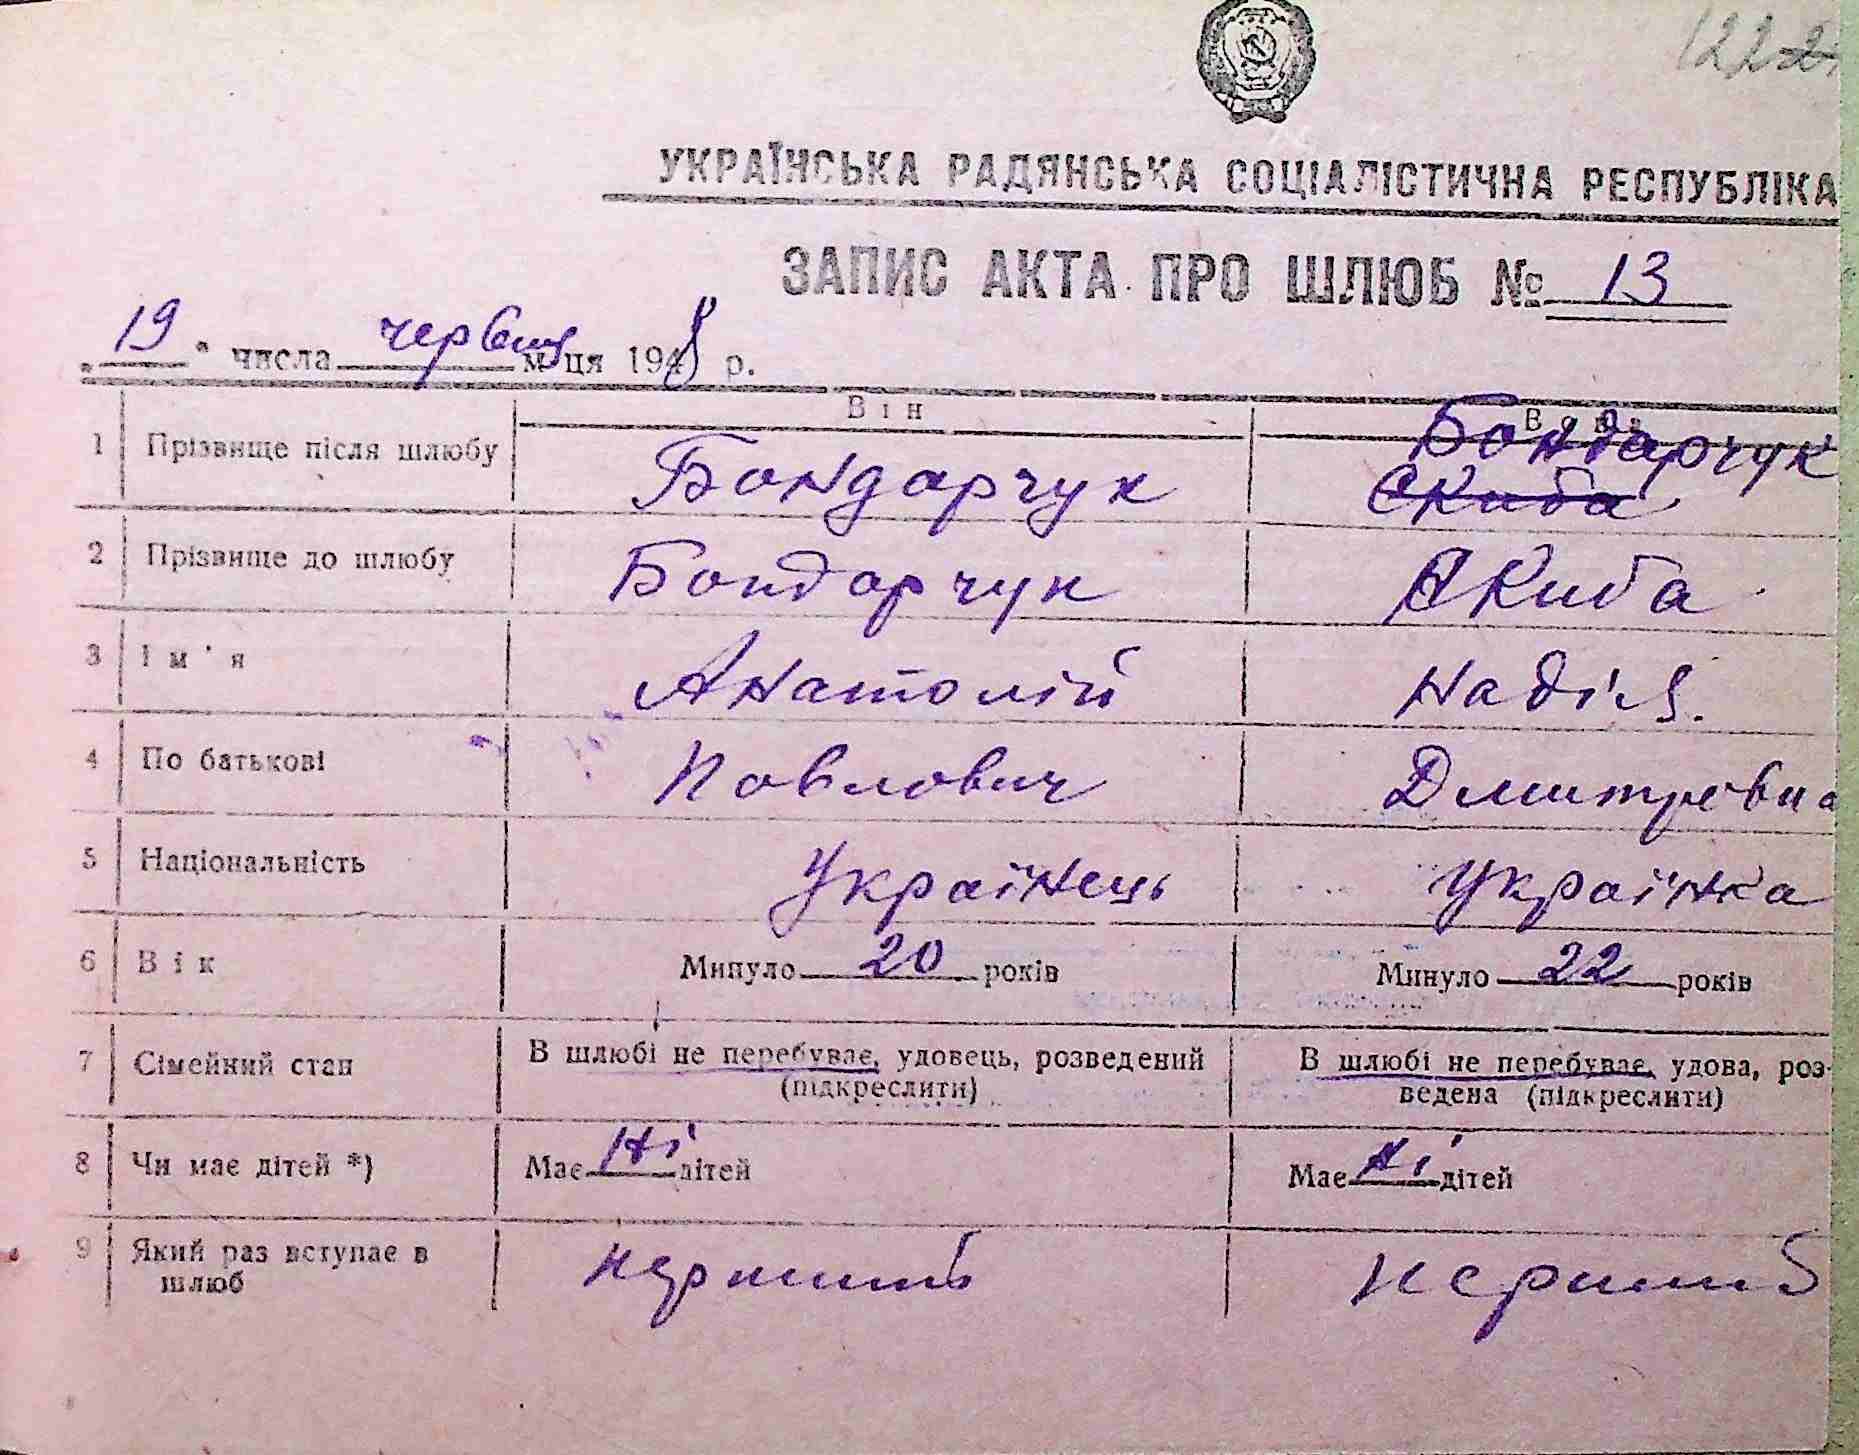 УКРАЇНСЬКА РАДЯНСЬКА СОЦІАЛІСТИЧНА РЕСПУБЛІКА
ЗАПИС АКТА ПРО ШЛЮБ № 13
„19" числа червня м-ця 1948 р.
Він Вона
Бондарчук
1 Прізвище після шлюбу Бондарчук Скиба
2 Прізвище до шлюбу Бондарчук Скиба
3 Ім'я Анатолій Надія.
4 По батькові Павлович Дмитревна
5 Національність Українець Українка
6 Вік Минуло 20 років Минуло 22 років
7 Сімейний стан В шлюбі не перебуває, удовець, розведений В шлюбі не перебуває, удова, роз-
(підкреслити) ведена (підкреслити)
8 Чи має дітей *) Має Ні дітей Має Ні дітей
9 Який раз вступає в перший перший
шлюб